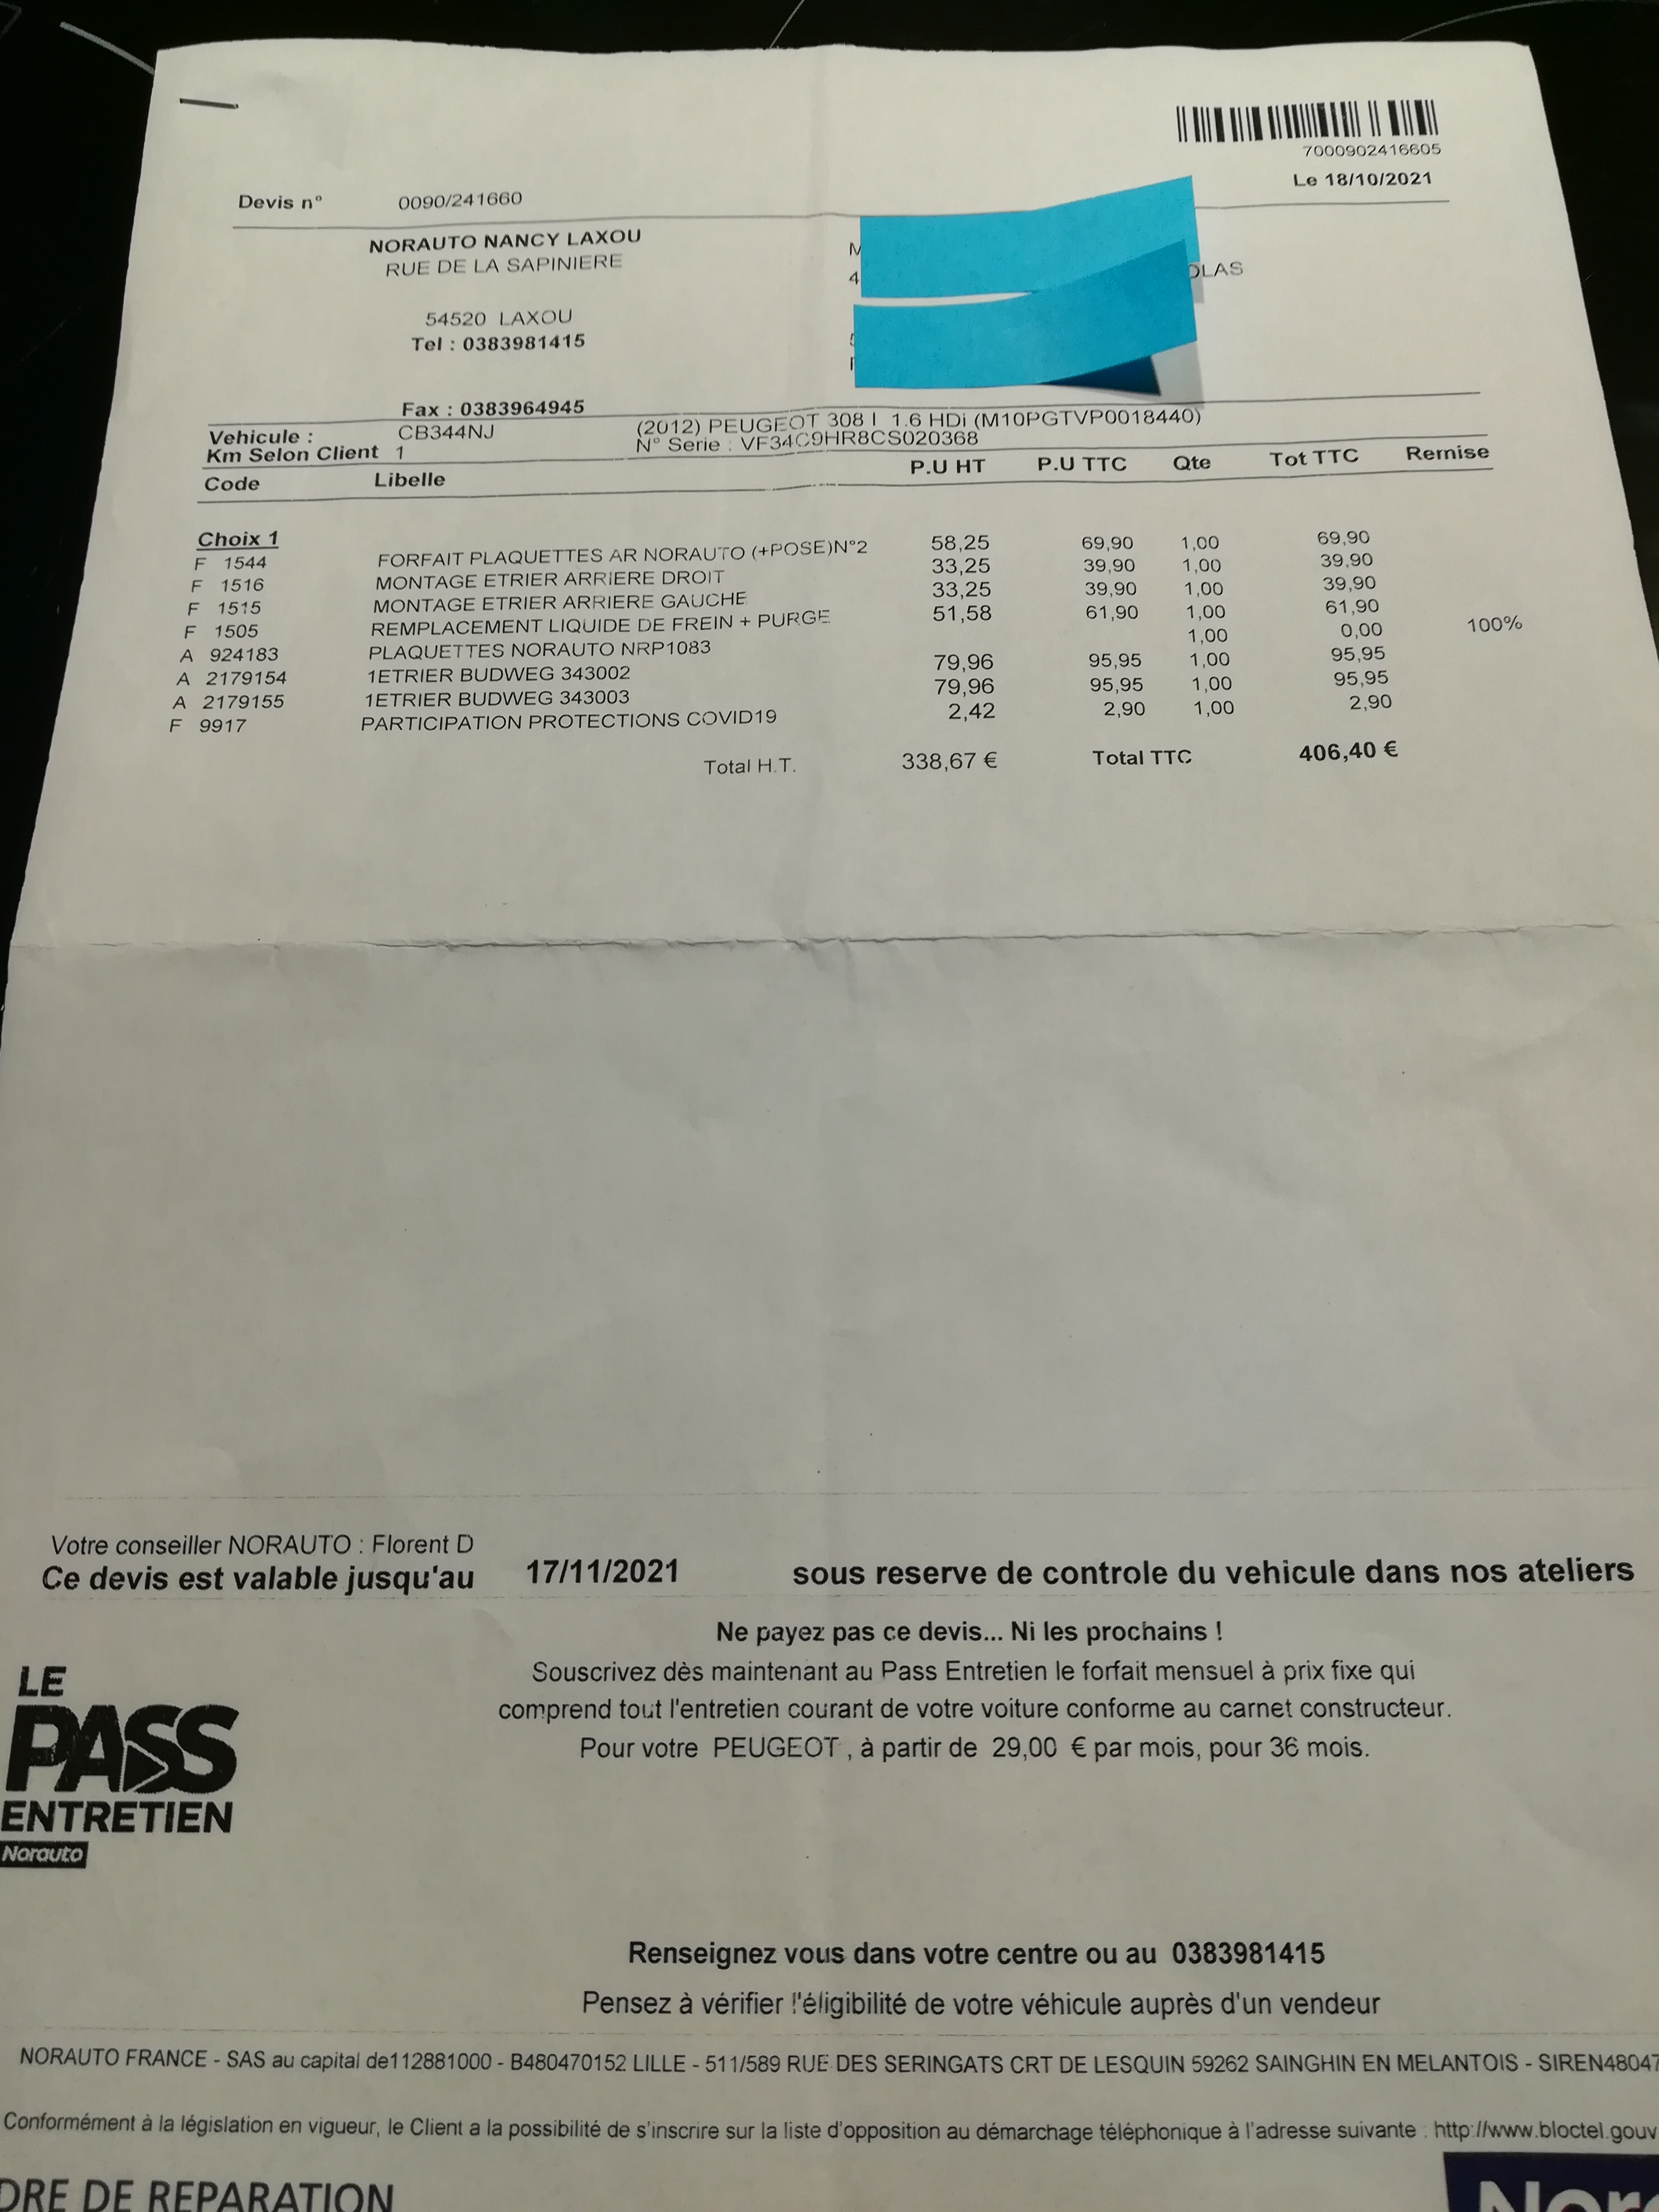 7000902416605
Le 18/10/2021
Devis n° 0090/241660
NORAUTO NANCY LAXOU
RUE DE LA SAPINIERE
54520 LAXOU
Tel : 0383981415
Fax : 0383964945
M
4 OLAS
Vehicule : CB344NJ (2012) PEUGEOT 308 I 1.6 HDi (M10PGTVP0018440)
Km Selon Client 1 N° Serie : VF34C9HR8CS020368
Code Libelle P.U HT P.U TTC Qte Tot TTC Remise
Choix 1
F 1544 FORFAIT PLAQUETTES AR NORAUTO (+POSE)N°2 58,25 69,90 1,00 69,90
F 1516 MONTAGE ETRIER ARRIERE DROIT 33,25 39,90 1,00 39,90
F 1515 MONTAGE ETRIER ARRIERE GAUCHE 33,25 39,90 1,00 39,90
F 1505 REMPLACEMENT LIQUIDE DE FREIN + PURGE 51,58 61,90 1,00 61,90
A 924183 PLAQUETTES NORAUTO NRP1083 1,00 0,00 100%
A 2179154 1ETRIER BUDWEG 343002 79,96 95,95 1,00 95,95
A 2179155 1ETRIER BUDWEG 343003 79,96 95,95 1,00 95,95
F 9917 PARTICIPATION PROTECTIONS COVID19 2,42 2,90 1,00 2,90
Total H.T. 338,67 € Total TTC 406,40 €
Votre conseiller NORAUTO : Florent D
Ce devis est valable jusqu'au 17/11/2021 sous reserve de controle du vehicule dans nos ateliers
Ne payez pas ce devis... Ni les prochains !
Souscrivez dès maintenant au Pass Entretien le forfait mensuel à prix fixe qui
comprend tout l'entretien courant de votre voiture conforme au carnet constructeur.
Pour votre PEUGEOT , à partir de 29,00 € par mois, pour 36 mois.
LE
PASS
ENTRETIEN
Norauto
Renseignez vous dans votre centre ou au 0383981415
Pensez à vérifier l'éligibilité de votre véhicule auprès d'un vendeur
NORAUTO FRANCE - SAS au capital de112881000 - B480470152 LILLE - 511/589 RUE DES SERINGATS CRT DE LESQUIN 59262 SAINGHIN EN MELANTOIS - SIREN48047
Conformément à la législation en vigueur, le Client a la possibilité de s'inscrire sur la liste d'opposition au démarchage téléphonique à l'adresse suivante : http://www.bloctel.gouv
DRE DE REPARATION
Nor